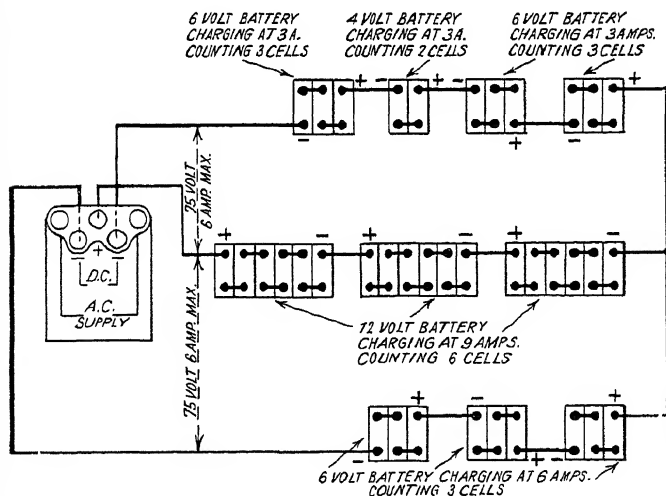 6 VOLT BATTERY
CHARGING AT 3 A.
COUNTING 3 CELLS
4 VOLT BATTERY
CHARGING AT 3 A.
COUNTING 2 CELLS
6 VOLT BATTERY
CHARGING AT 3 AMPS.
COUNTING 3 CELLS
+ − + − +
− + −
75 VOLT
6 AMP. MAX.
+ − + − + −
− + −
D.C.
A.C.
SUPPLY
12 VOLT BATTERY
CHARGING AT 9 AMPS.
COUNTING 6 CELLS
75 VOLT 6 AMP. MAX.
+ − +
− + −
6 VOLT BATTERY CHARGING AT 6 AMPS.
COUNTING 3 CELLS